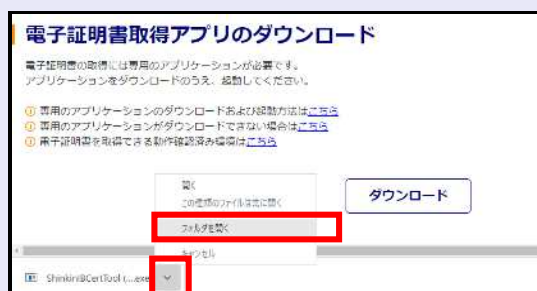 電子証明書取得アプリのダウンロード
電子証明書の取得には専用のアプリケーションが必要です。
アプリケーションをダウンロードのうえ、起動してください。
専用のアプリケーションのダウンロードおよび起動方法はこちら
専用のアプリケーションがダウンロードできない場合はこちら
電子証明書を取得できる動作確認済み環境はこちら
開く
この種類のファイルは常に開く
ダウンロード
フォルダを開く
キャンセル
ShinkinBCertTool (....exe